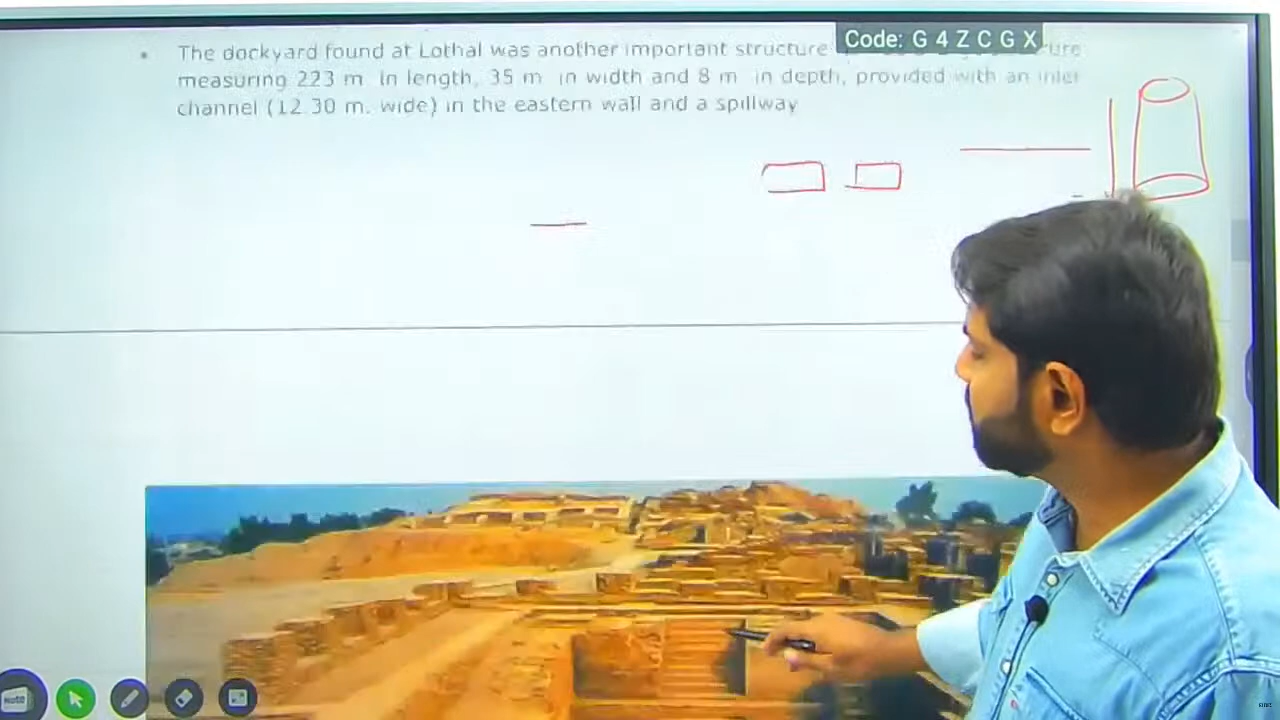 Code: G 4 Z C G X
The dockyard found at Lothal was another important structure
measuring 223 m. in length, 35 m. in width and 8 m. in depth, provided with an inlet
channel (12.30 m. wide) in the eastern wall and a spillway
Note